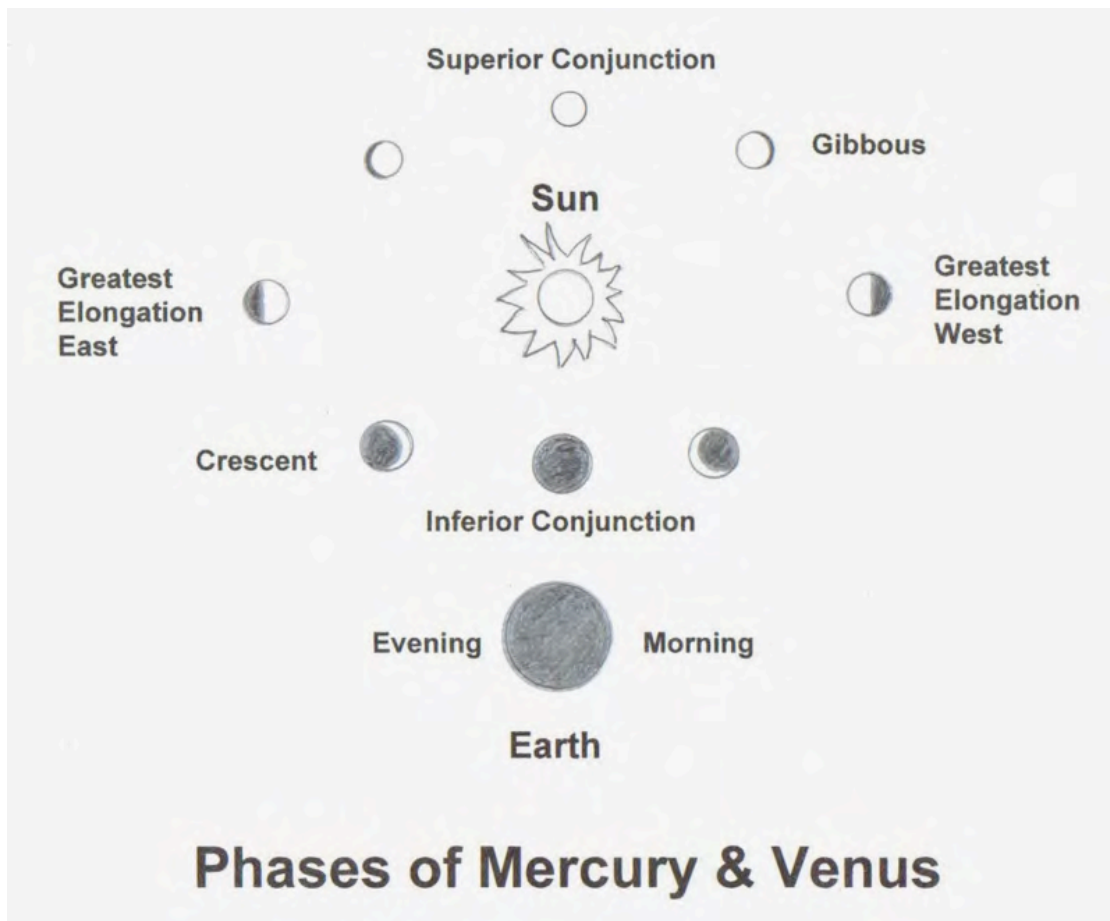 Superior Conjunction
Gibbous
Sun
Greatest
Elongation
East
Greatest
Elongation
West
Crescent
Inferior Conjunction
Evening
Morning
Earth
Phases of Mercury & Venus